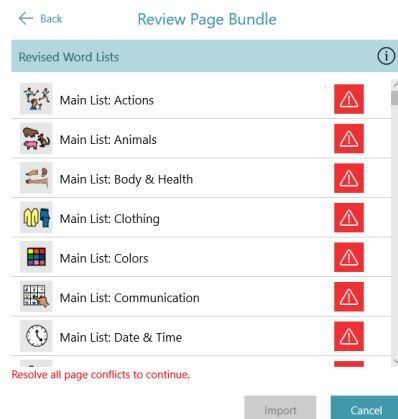 Back
Review Page Bundle
Revised Word Lists
Main List: Actions
Main List: Animals
Main List: Body & Health
Main List: Clothing
Main List: Colors
Main List: Communication
Main List: Date & Time
Resolve all page conflicts to continue.
Import
Cancel